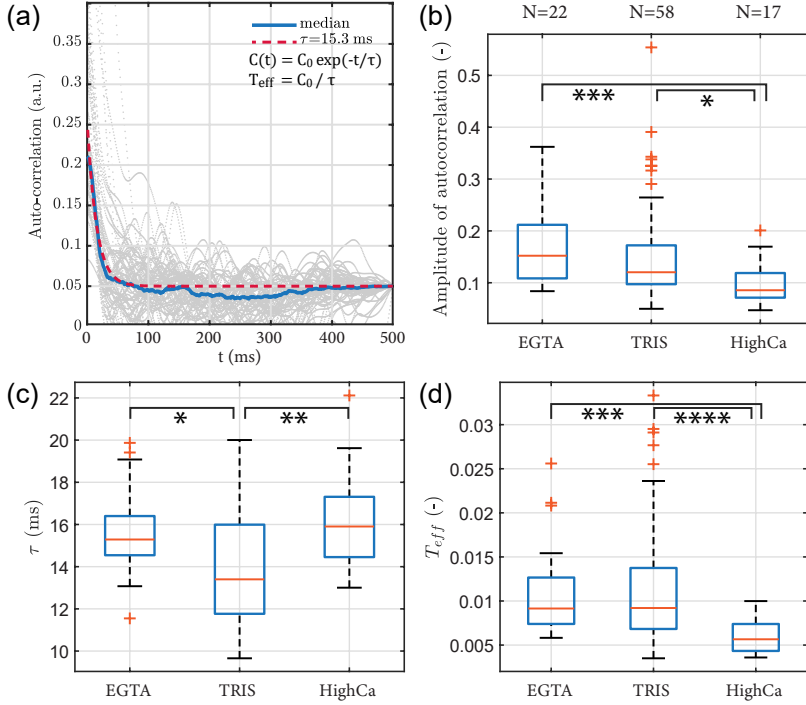 (a)
median
τ=15.3 ms
C(t) = C₀ exp(-t/τ)
T_eff = C₀ / τ
Auto-correlation (a.u.)
0.4
0.35
0.3
0.25
0.2
0.15
0.1
0.05
0
0 100 200 300 400 500
t (ms)
(b)
N=22 N=58 N=17
*** *
Amplitude of autocorrelation (-)
0.5
0.4
0.3
0.2
0.1
EGTA TRIS HighCa
(c)
* **
τ (ms)
22
20
18
16
14
12
10
EGTA TRIS HighCa
(d)
*** ****
T_eff (-)
0.03
0.025
0.02
0.015
0.01
0.005
EGTA TRIS HighCa